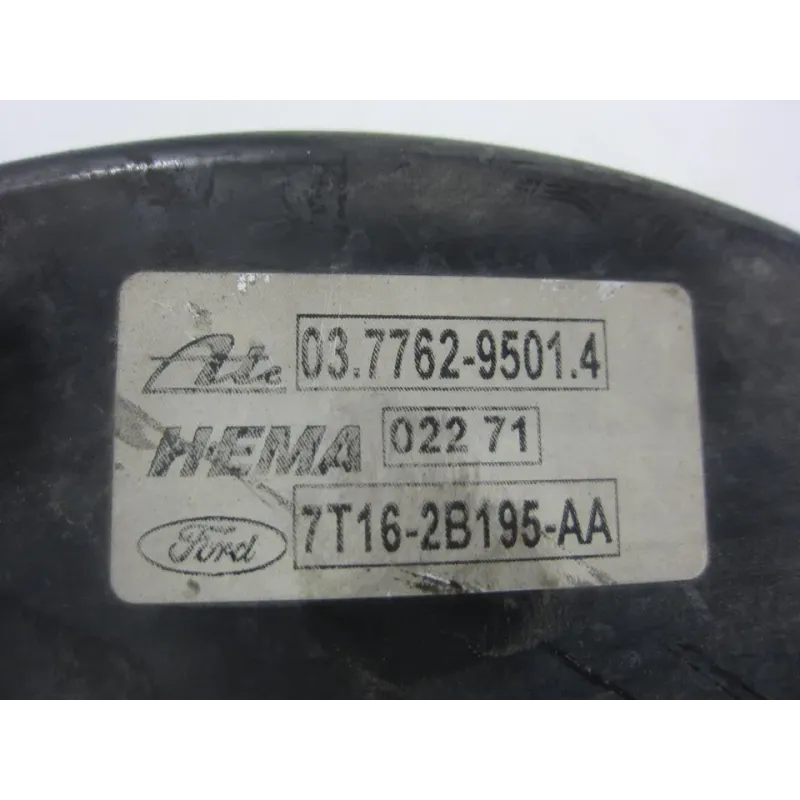 Ate 03.7762-9501.4
HEMA 022 71
Ford 7T16-2B195-AA